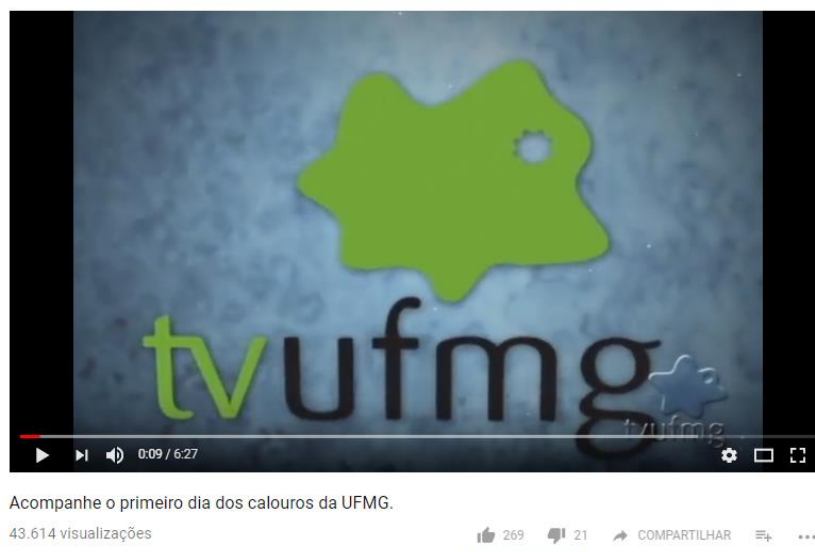 tvufmg
tvufmg
0:09 / 6:27
Acompanhe o primeiro dia dos calouros da UFMG.
43.614 visualizações
269
21
COMPARTILHAR